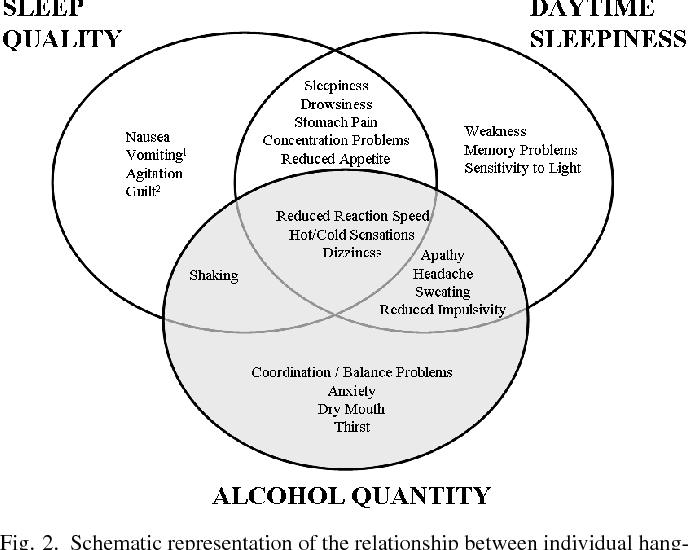 SLEEP
QUALITY
DAYTIME
SLEEPINESS
Sleepiness
Drowsiness
Stomach Pain
Concentration Problems
Reduced Appetite
Nausea
Vomiting¹
Agitation
Guilt²
Weakness
Memory Problems
Sensitivity to Light
Reduced Reaction Speed
Hot/Cold Sensations
Dizziness
Shaking
Apathy
Headache
Sweating
Reduced Impulsivity
Coordination / Balance Problems
Anxiety
Dry Mouth
Thirst
ALCOHOL QUANTITY
Fig. 2. Schematic representation of the relationship between individual hang-